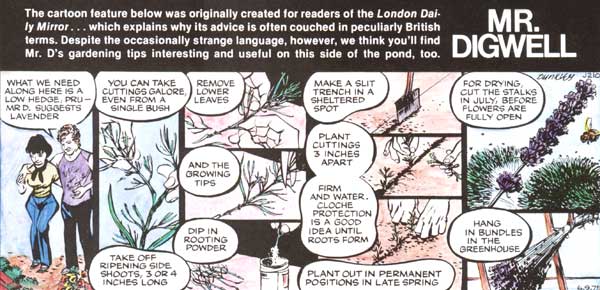 The cartoon feature below was originally created for readers of the London Dai-
ly Mirror . . . which explains why its advice is often couched in peculiarly British
terms. Despite the occasionally strange language, however, we think you'll find
Mr. D's gardening tips interesting and useful on this side of the pond, too.
MR.
DIGWELL
WHAT WE NEED
ALONG HERE IS A
LOW HEDGE. PRU-
MRD. SUGGESTS
LAVENDER
YOU CAN TAKE
CUTTINGS GALORE,
EVEN FROM A
SINGLE BUSH
TAKE OFF
RIPENING SIDE
SHOOTS, 3 OR 4
INCHES LONG
REMOVE
LOWER
LEAVES
AND THE
GROWING
TIPS
DIP IN
ROOTING
POWDER
MAKE A SLIT
TRENCH IN A
SHELTERED
SPOT
PLANT
CUTTINGS
3 INCHES
APART
FIRM
AND WATER.
CLOCHE
PROTECTION
IS A GOOD
IDEA UNTIL
ROOTS FORM
PLANT OUT IN PERMANENT
POSITIONS IN LATE SPRING
FOR DRYING,
CUT THE STALKS
IN JULY, BEFORE
FLOWERS ARE
FULLY OPEN
HANG
IN BUNDLES
IN THE
GREENHOUSE